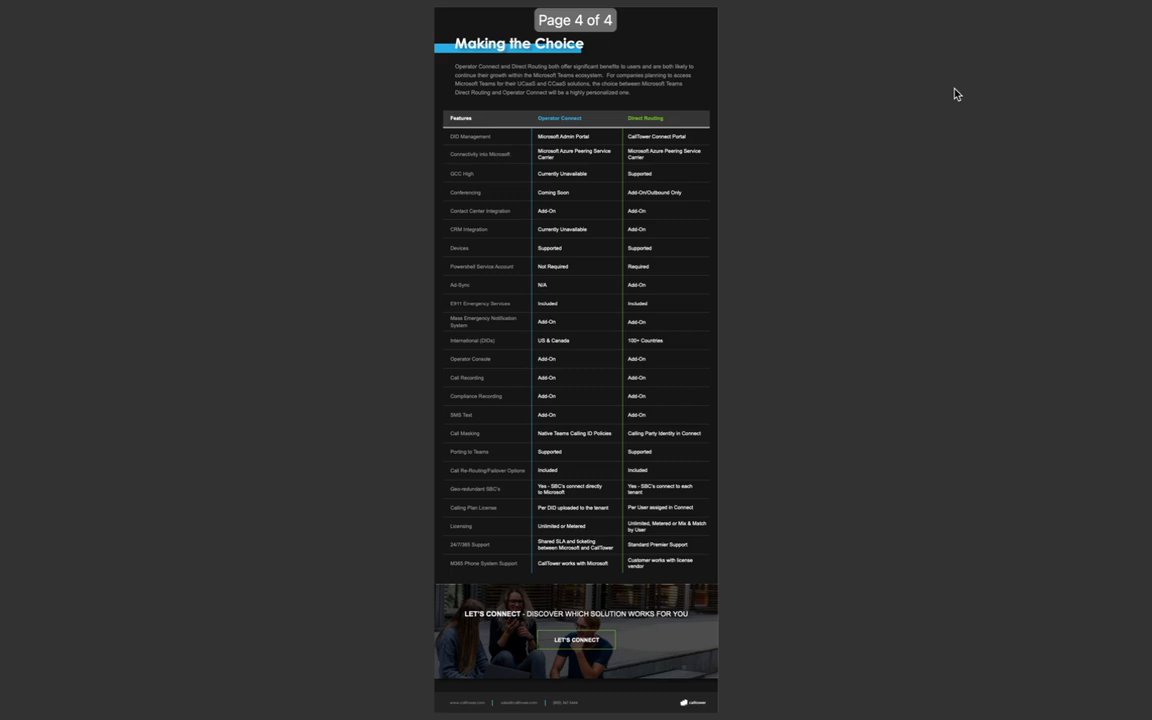 Page 4 of 4
Making the Choice
Operator Connect and Direct Routing both offer significant benefits to users and are both likely to
continue their growth within the Microsoft Teams ecosystem. For companies planning to access
Microsoft Teams for their UCaaS and CCaaS solutions, the choice between Microsoft Teams
Direct Routing and Operator Connect will be a highly personalized one.
Features Operator Connect Direct Routing
DID Management Microsoft Admin Portal CallTower Connect Portal
Connectivity into Microsoft Microsoft Azure Peering Service Carrier Microsoft Azure Peering Service Carrier
GCC High Currently Unavailable Supported
Conferencing Coming Soon Add-On/Outbound Only
Contact Center Integration Add-On Add-On
CRM Integration Currently Unavailable Add-On
Devices Supported Supported
Powershell Service Account Not Required Required
Ad-Sync N/A Add-On
E911 Emergency Services Included Included
Mass Emergency Notification System Add-On Add-On
International (DIDs) US & Canada 100+ Countries
Operator Console Add-On Add-On
Call Recording Add-On Add-On
Compliance Recording Add-On Add-On
SMS Text Add-On Add-On
Call Masking Native Teams Calling ID Policies Calling Party Identity in Connect
Porting to Teams Supported Supported
Call Re-Routing/Failover Options Included Included
Geo-redundant SBC's Yes - SBC's connect directly to Microsoft Yes - SBC's connect to each tenant
Calling Plan License Per DID uploaded to the tenant Per User assiged in Connect
Licensing Unlimited or Metered Unlimited, Metered or Mix & Match by User
24/7/365 Support Shared SLA and ticketing between Microsoft and CallTower Standard Premier Support
M365 Phone System Support CallTower works with Microsoft Customer works with license vendor
LET'S CONNECT - DISCOVER WHICH SOLUTION WORKS FOR YOU
LET'S CONNECT
www.calltower.com | sales@calltower.com |
calltower